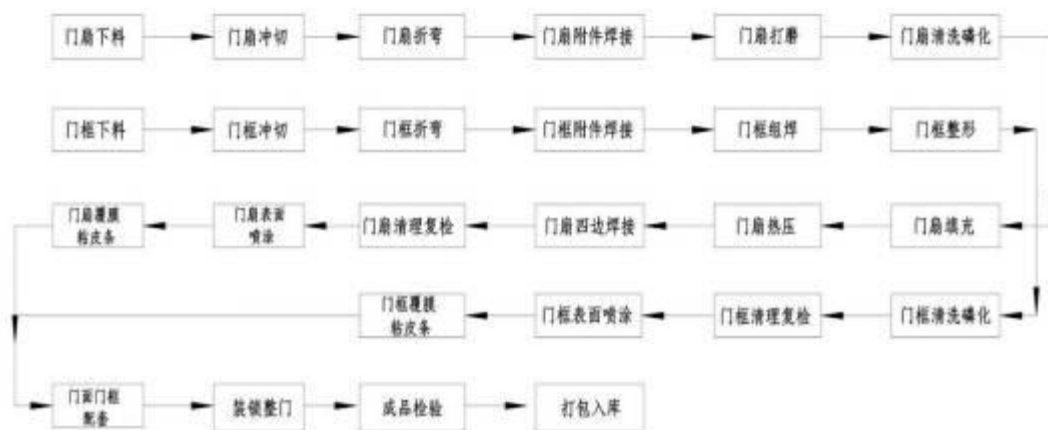 门扇下料
门扇冲切
门扇折弯
门扇附件焊接
门扇打磨
门扇清洗磷化
门框下料
门框冲切
门框折弯
门框附件焊接
门框组焊
门框整形
门扇覆膜
粘皮条
门扇表面
喷涂
门扇清理复检
门扇四边焊接
门扇热压
门扇填充
门框覆膜
粘皮条
门框表面喷涂
门框清理复检
门框清洗磷化
门面门框
配套
装锁整门
成品检验
打包入库